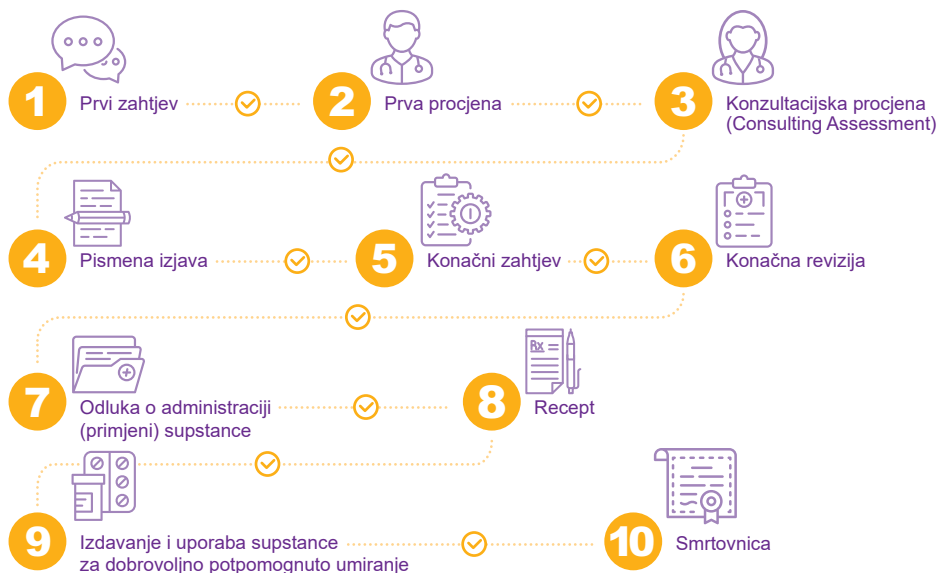 1 Prvi zahtjev
2 Prva procjena
3 Konzultacijska procjena
(Consulting Assessment)
4 Pismena izjava
5 Konačni zahtjev
6 Konačna revizija
7 Odluka o administraciji
(primjeni) supstance
Rx
8 Recept
9 Izdavanje i uporaba supstance
za dobrovoljno potpomognuto umiranje
10 Smrtovnica